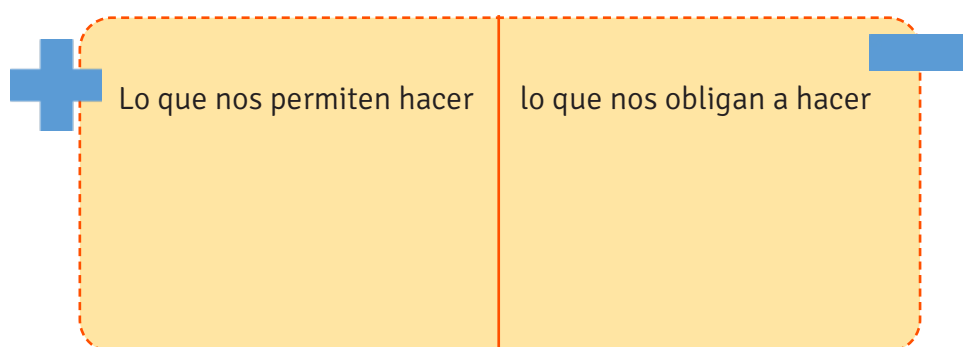 Lo que nos permiten hacer
lo que nos obligan a hacer